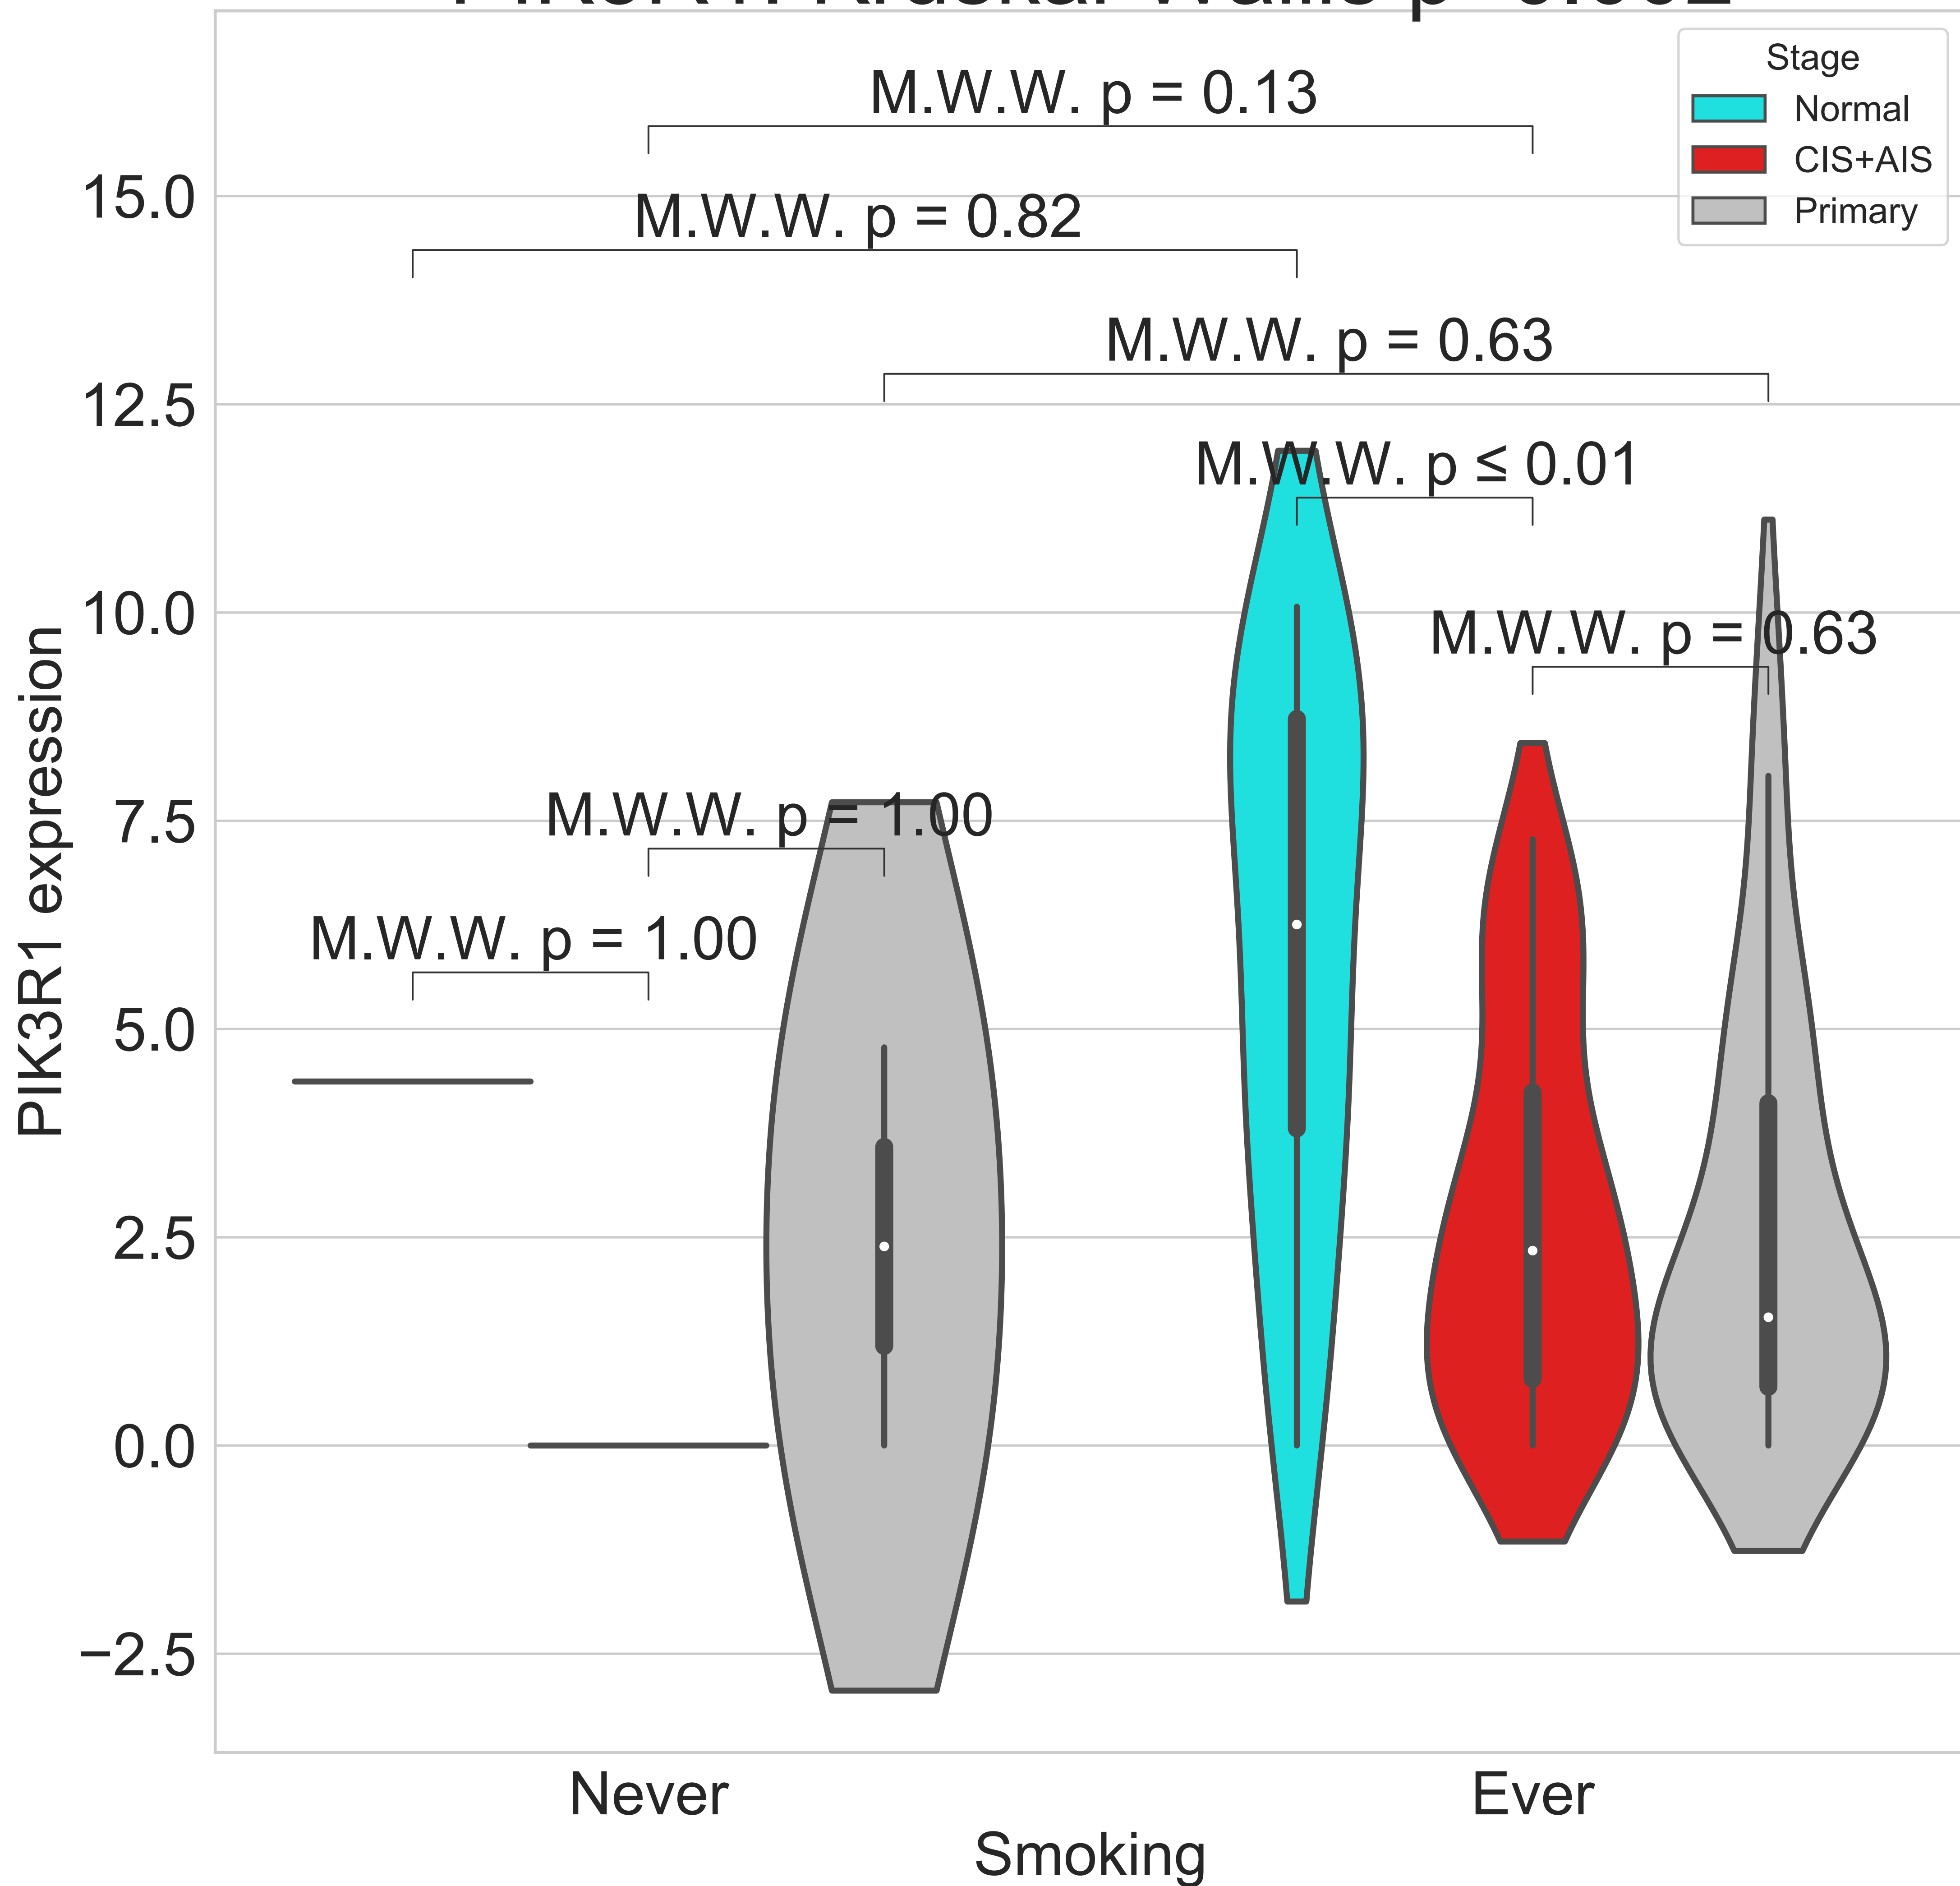 Stage
Normal
CIS+AIS
Primary
M.W.W. p = 0.13
M.W.W. p = 0.82
M.W.W. p = 0.63
M.W.W. p ≤ 0.01
M.W.W. p = 0.63
M.W.W. p = 1.00
M.W.W. p = 1.00
15.0
12.5
10.0
7.5
5.0
2.5
0.0
−2.5
PIK3R1 expression
Never
Ever
Smoking